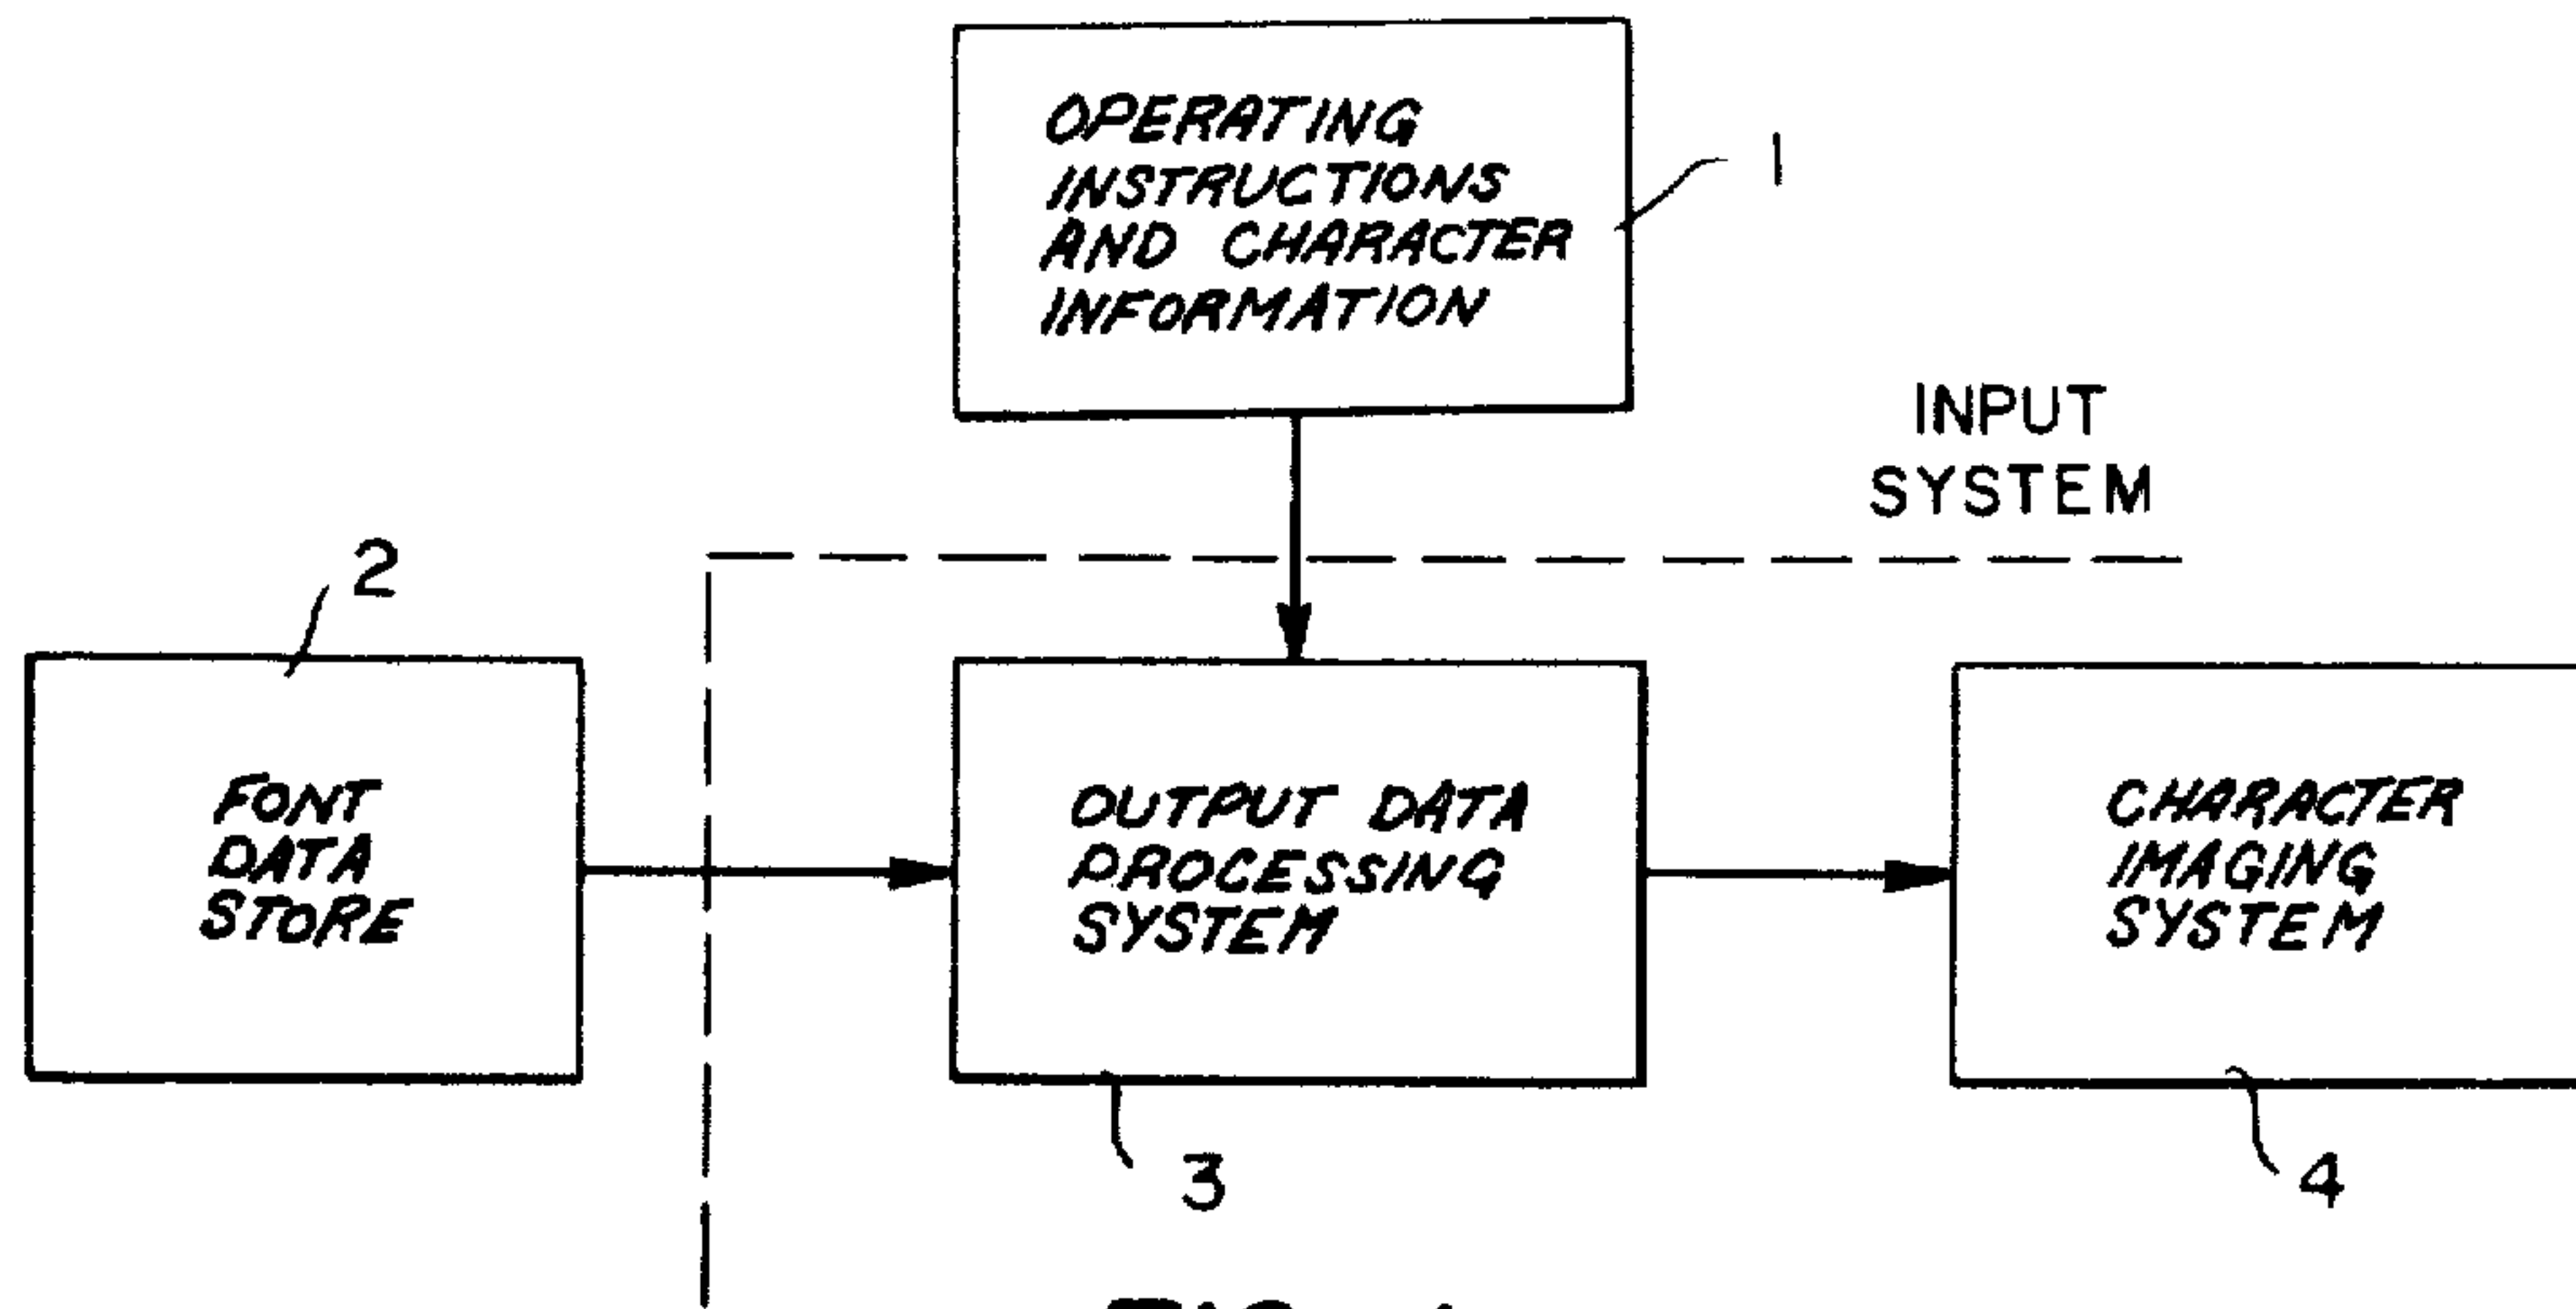 OPERATING
INSTRUCTIONS
AND CHARACTER
INFORMATION
1
INPUT
SYSTEM
2
FONT
DATA
STORE
OUTPUT DATA
PROCESSING
SYSTEM
CHARACTER
IMAGING
SYSTEM
3
4